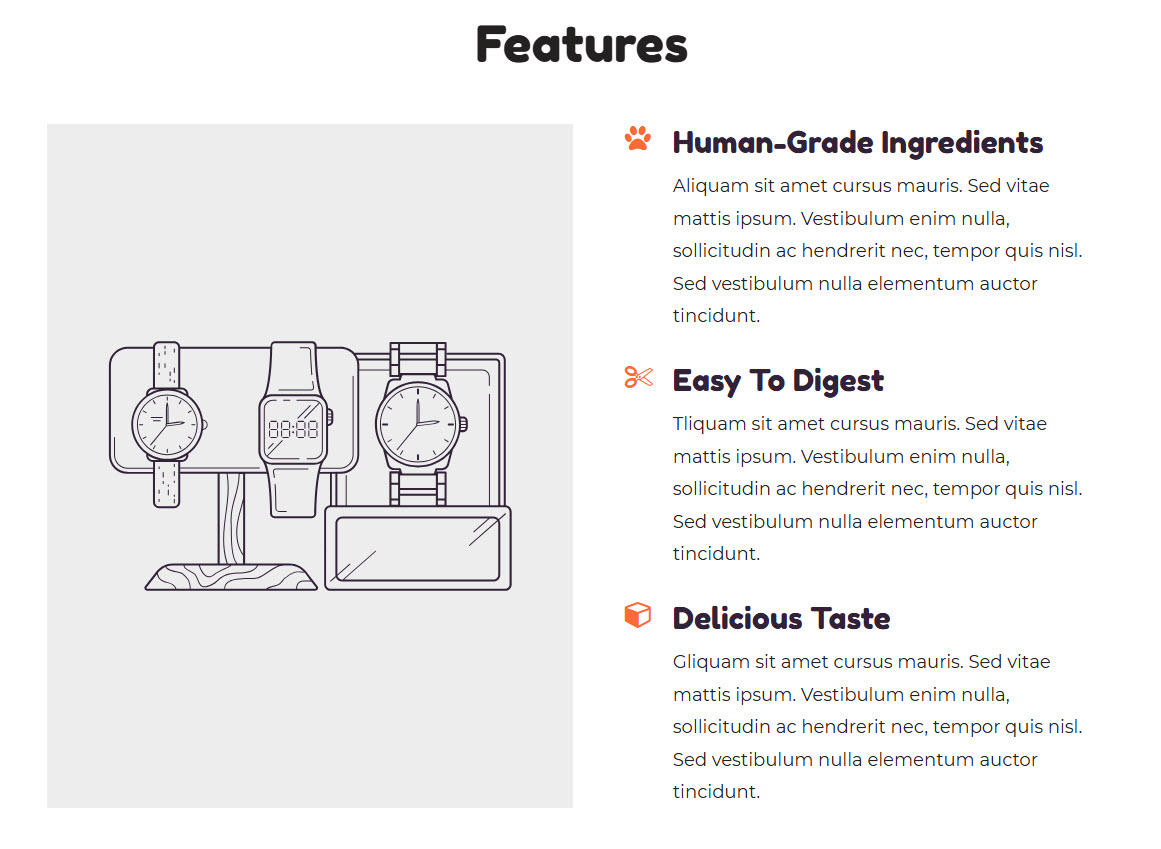 Features
Human-Grade Ingredients
Aliquam sit amet cursus mauris. Sed vitae
mattis ipsum. Vestibulum enim nulla,
sollicitudin ac hendrerit nec, tempor quis nisl.
Sed vestibulum nulla elementum auctor
tincidunt.
Easy To Digest
Tliquam sit amet cursus mauris. Sed vitae
mattis ipsum. Vestibulum enim nulla,
sollicitudin ac hendrerit nec, tempor quis nisl.
Sed vestibulum nulla elementum auctor
tincidunt.
Delicious Taste
Gliquam sit amet cursus mauris. Sed vitae
mattis ipsum. Vestibulum enim nulla,
sollicitudin ac hendrerit nec, tempor quis nisl.
Sed vestibulum nulla elementum auctor
tincidunt.
88:88